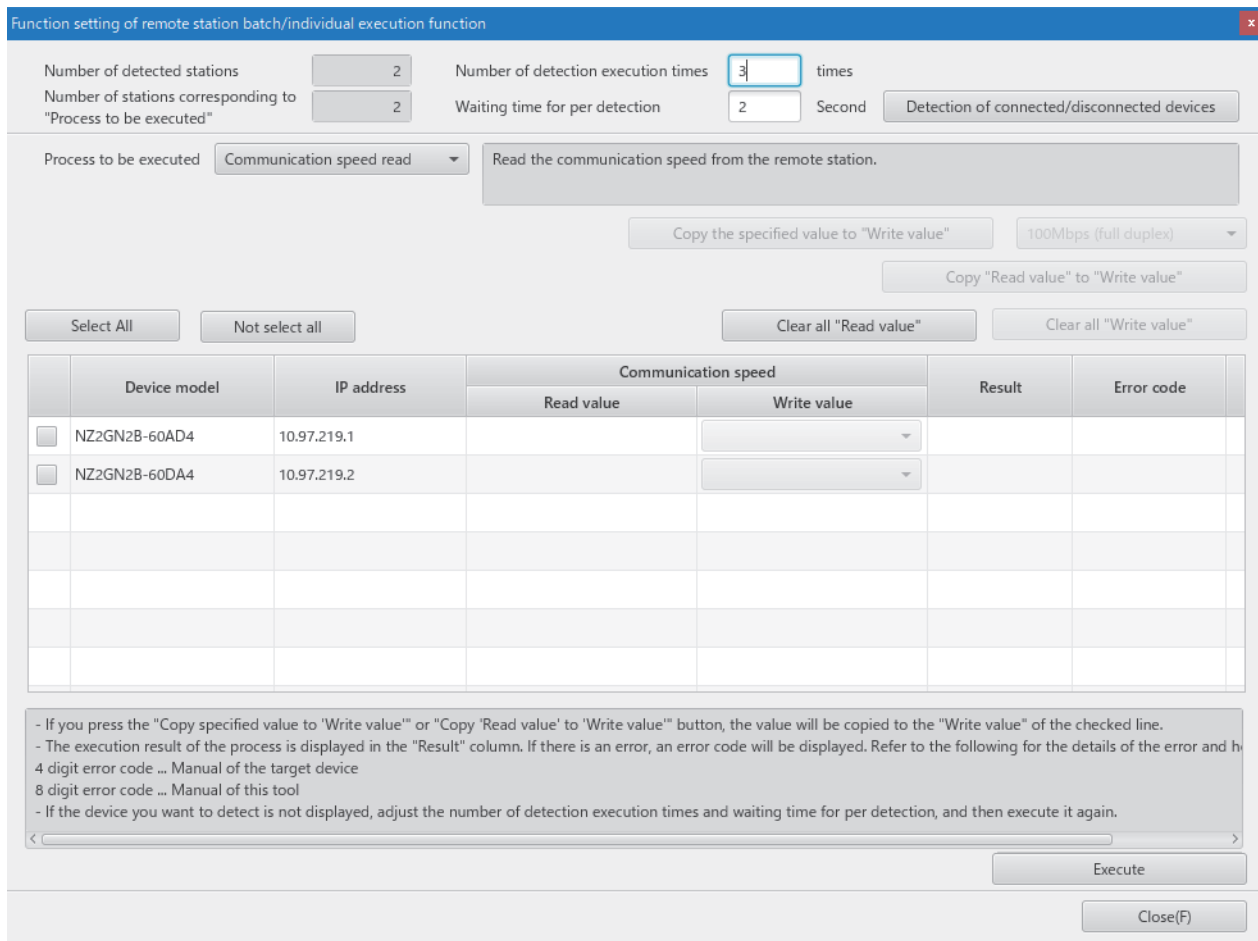 Function setting of remote station batch/individual execution function
x
Number of detected stations 2 Number of detection execution times 3 times
Number of stations corresponding to
"Process to be executed" 2 Waiting time for per detection 2 Second Detection of connected/disconnected devices
Process to be executed Communication speed read Read the communication speed from the remote station.
Copy the specified value to "Write value" 100Mbps (full duplex)
Copy "Read value" to "Write value"
Select All Not select all Clear all "Read value" Clear all "Write value"
Device model IP address Communication speed Result Error code
Read value Write value
NZ2GN2B-60AD4 10.97.219.1
NZ2GN2B-60DA4 10.97.219.2
- If you press the "Copy specified value to 'Write value'" or "Copy 'Read value' to 'Write value'" button, the value will be copied to the "Write value" of the checked line.
- The execution result of the process is displayed in the "Result" column. If there is an error, an error code will be displayed. Refer to the following for the details of the error and
4 digit error code ... Manual of the target device
8 digit error code ... Manual of this tool
- If the device you want to detect is not displayed, adjust the number of detection execution times and waiting time for per detection, and then execute it again.
Execute
Close(F)